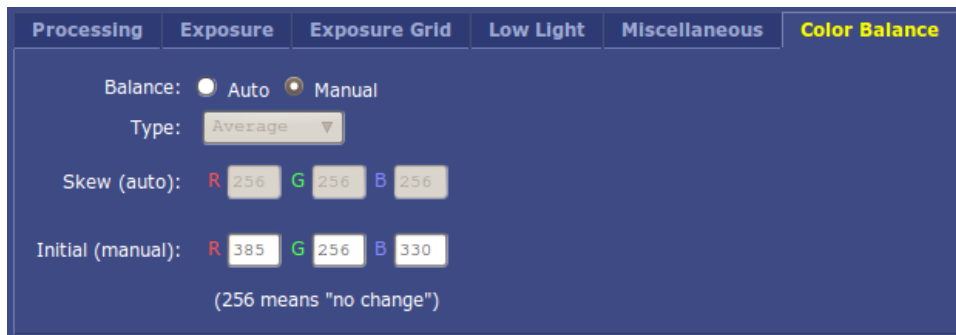 Processing Exposure Exposure Grid Low Light Miscellaneous Color Balance
Balance: Auto Manual
Type: Average
Skew (auto): R 256 G 256 B 256
Initial (manual): R 385 G 256 B 330
(256 means "no change")